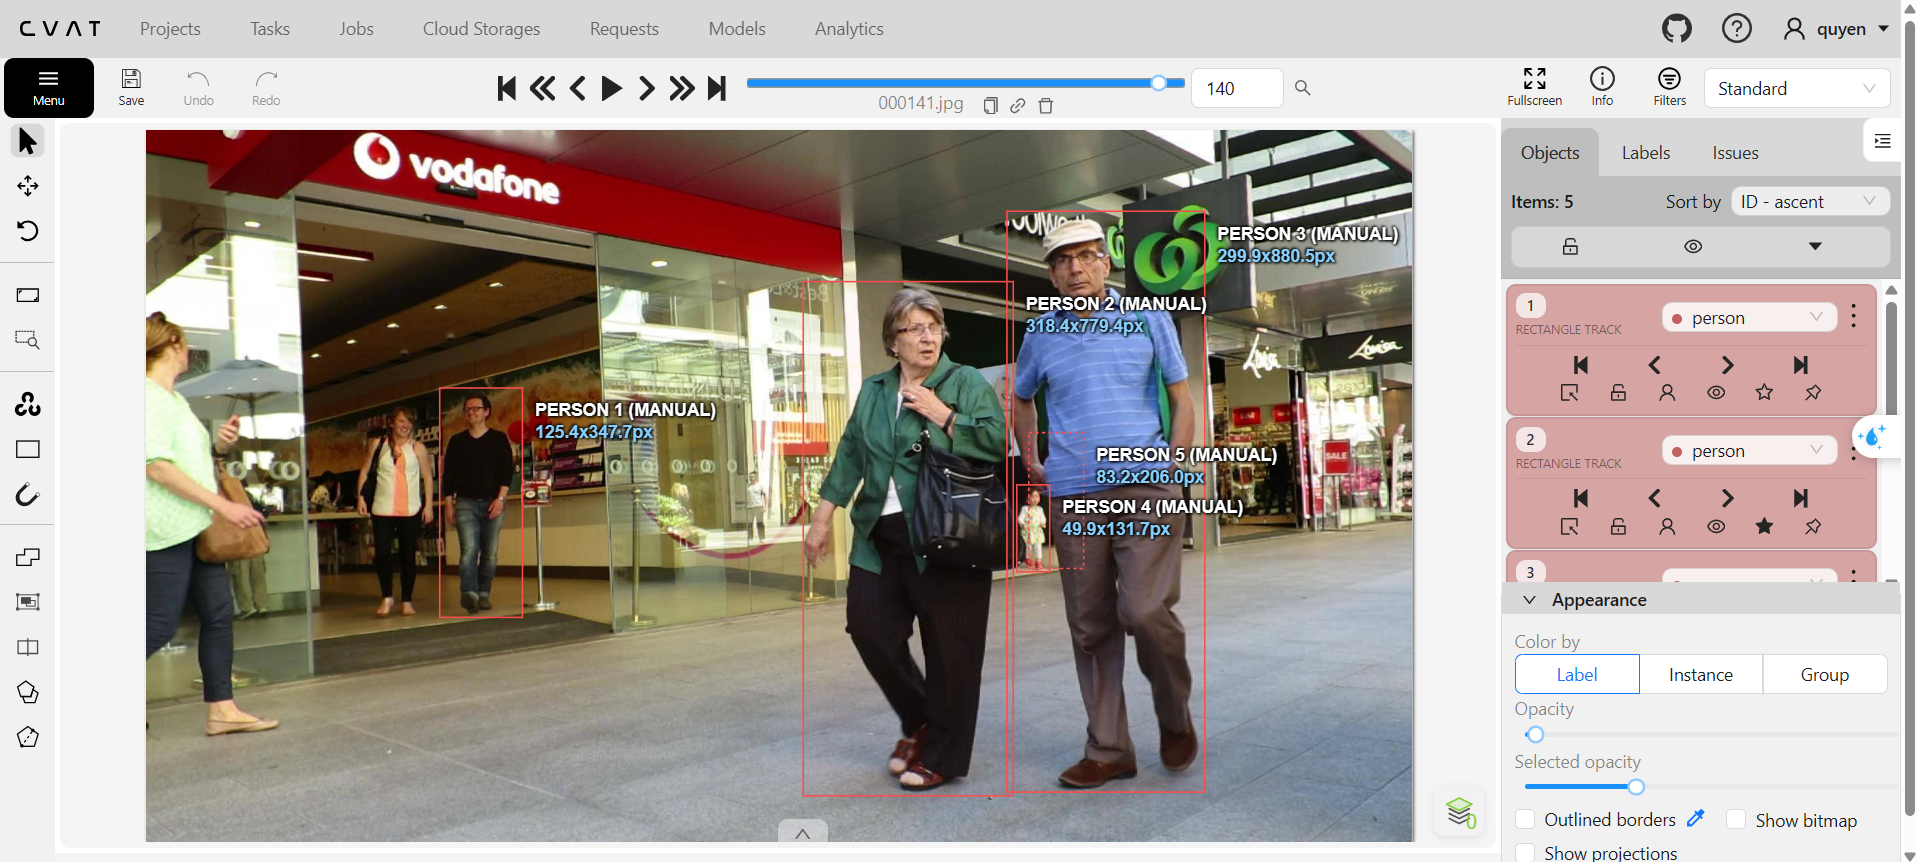 CVAT Projects Tasks Jobs Cloud Storages Requests Models Analytics quyen
Menu Save Undo Redo 000141.jpg 140 Fullscreen Info Filters Standard
Objects Labels Issues
Items: 5 Sort by ID - ascent
1 person
RECTANGLE TRACK
2 person
RECTANGLE TRACK
3
Appearance
Color by
Label Instance Group
Opacity
Selected opacity
Outlined borders Show bitmap
Show projections
0
vodafone
PERSON 3 (MANUAL)
299.9x880.5px
PERSON 2 (MANUAL)
318.4x779.4px
PERSON 1 (MANUAL)
125.4x347.7px
PERSON 5 (MANUAL)
83.2x206.0px
PERSON 4 (MANUAL)
49.9x131.7px
Louisa
Louisa
SALE